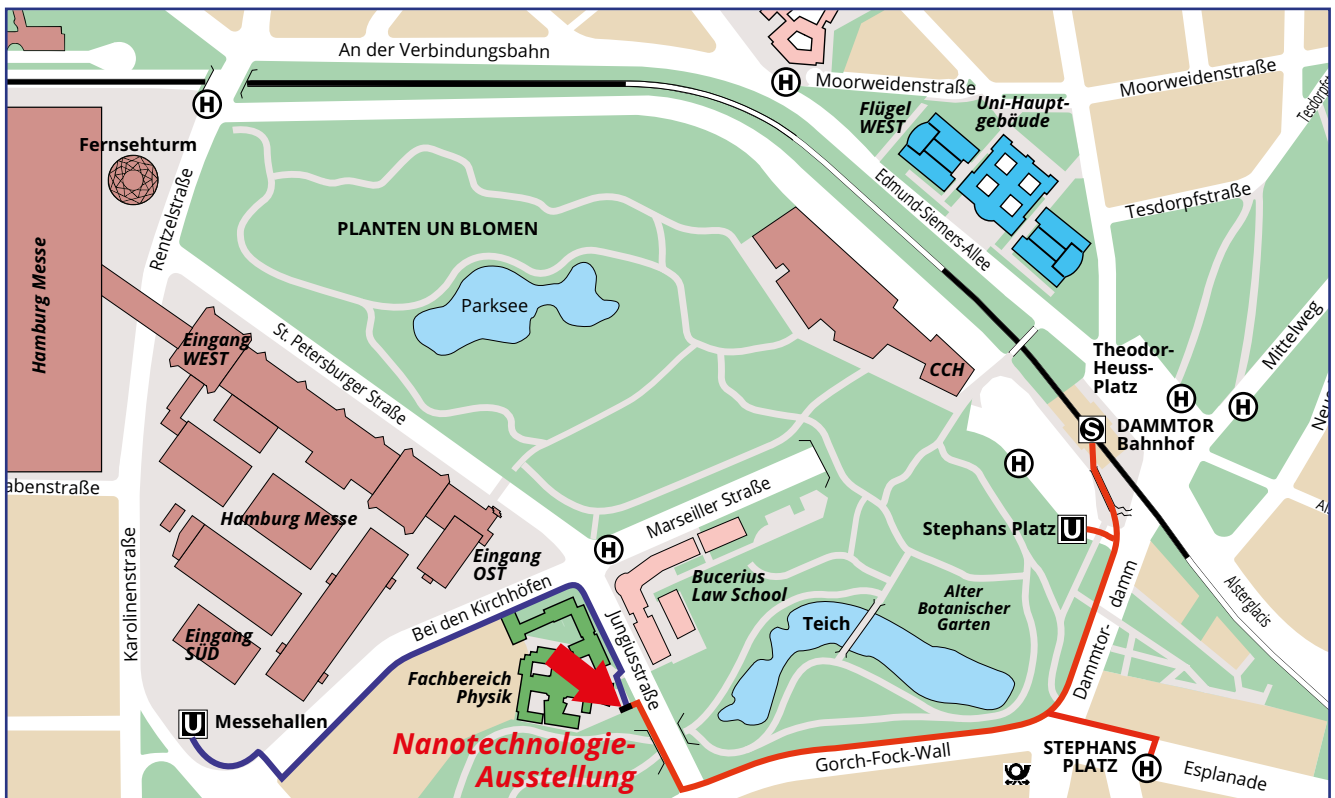 An der Verbindungsbahn
Moorweidenstraße
Moorweidenstraße
H
H
Flügel
WEST
Uni-Haupt-
gebäude
Tesdorpfst
Fernsehturm
Rentzelstraße
Edmund-Siemers-Allee
Tesdorpfstraße
PLANTEN UN BLOMEN
Hamburg Messe
Parksee
Eingang
WEST
St. Petersburger Straße
CCH
Theodor-
Heuss-
Platz
Mittelweg
H
H
S
DAMMTOR
Bahnhof
H
abenstraße
Hamburg Messe
Marseiller Straße
Stephans Platz
U
Karolinenstraße
Eingang
OST
H
Bucerius
Law School
Alter
Botanischer
Garten
Bei den Kirchhöfen
Jungiusstraße
Teich
Dammtor-
damm
Alsterglacis
Eingang
SÜD
Fachbereich
Physik
U
Messehallen
Nanotechnologie-
Ausstellung
Gorch-Fock-Wall
STEPHANS
PLATZ
H
Esplanade